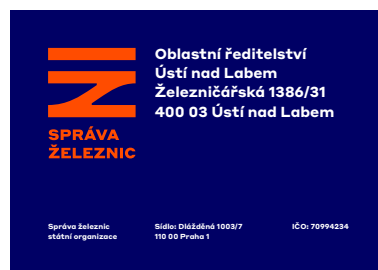 Oblastní ředitelství
Ústí nad Labem
Železničářská 1386/31
400 03 Ústí nad Labem
SPRÁVA
ŽELEZNIC
Správa železnic
státní organizace
Sídlo: Dlážděná 1003/7
110 00 Praha 1
IČO: 70994234